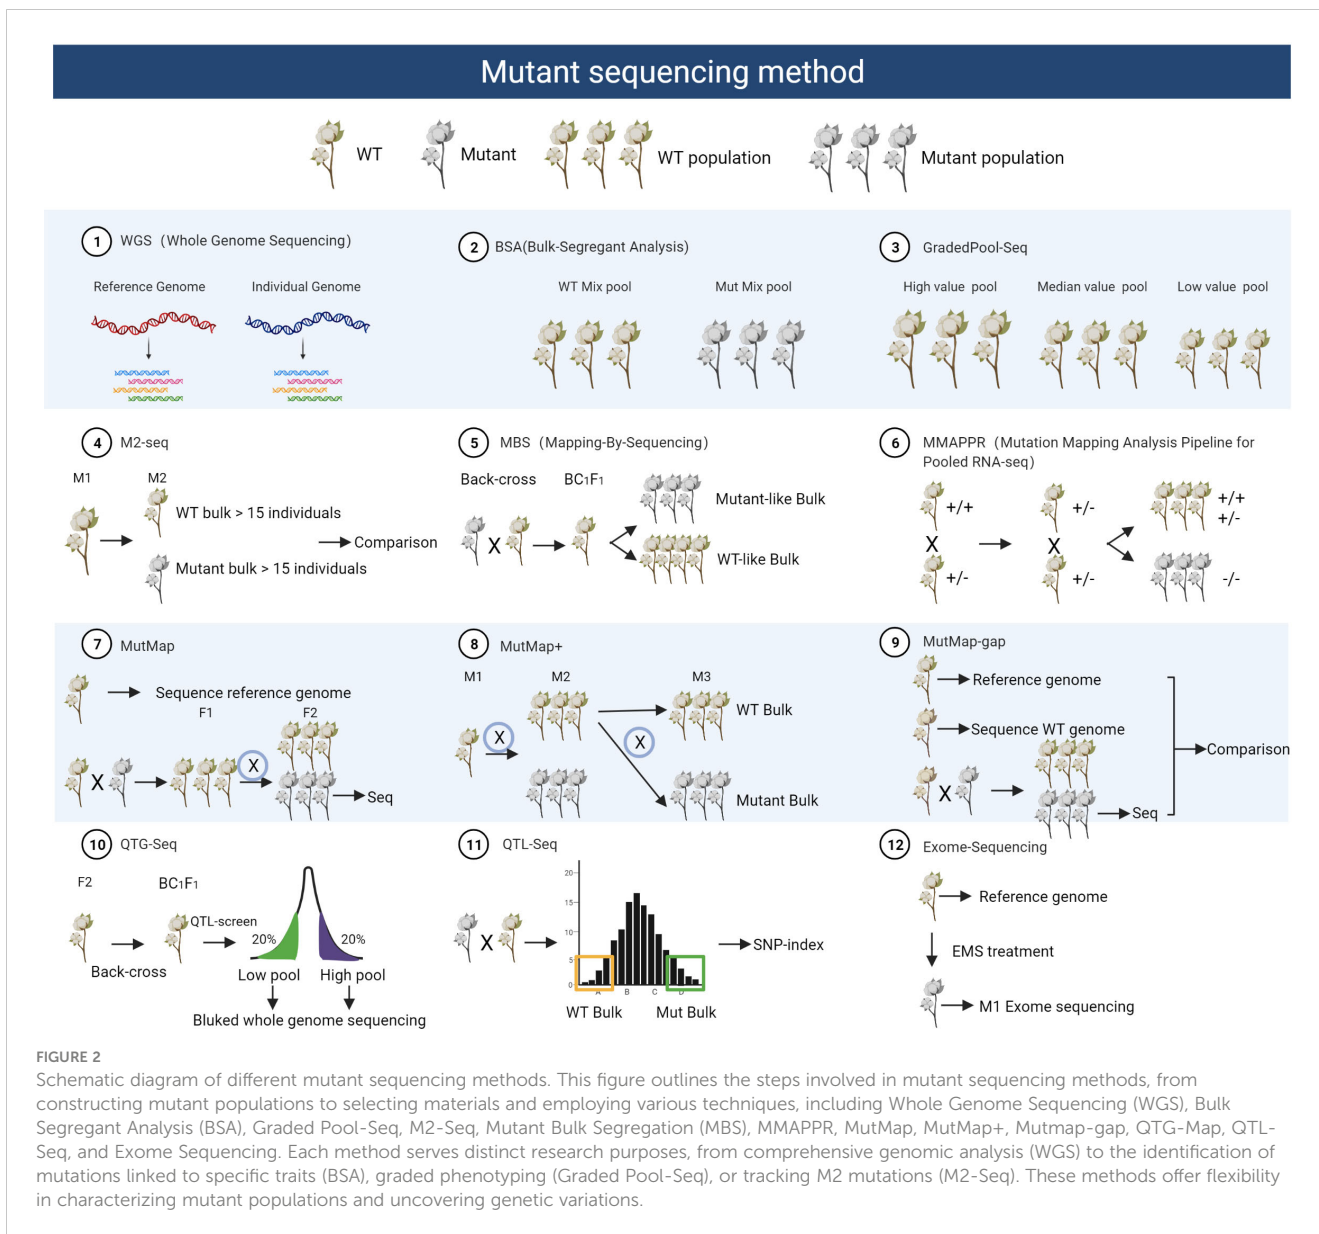 Mutant sequencing method
WT
Mutant
WT population
Mutant population
1 WGS (Whole Genome Sequencing)
Reference Genome
Individual Genome
2 BSA(Bulk-Segregant Analysis)
WT Mix pool
Mut Mix pool
3 GradedPool-Seq
High value pool
Median value pool
Low value pool
4 M2-seq
M1
M2
WT bulk > 15 individuals
Comparison
Mutant bulk > 15 individuals
5 MBS (Mapping-By-Sequencing)
Back-cross
BC₁F₁
Mutant-like Bulk
X
WT-like Bulk
6 MMAPPR (Mutation Mapping Analysis Pipeline for
Pooled RNA-seq)
+/+
X
+/-
+/-
X
+/-
+/+
+/-
-/-
7 MutMap
Sequence reference genome
F1
F2
X
X
Seq
8 MutMap+
M1
M2
M3
WT Bulk
X
X
Mutant Bulk
9 MutMap-gap
Reference genome
Sequence WT genome
Comparison
X
Seq
10 QTG-Seq
F2
BC₁F₁
QTL-screen
20%
20%
Back-cross
Low pool
High pool
Bluked whole genome sequencing
11 QTL-Seq
X
20
15
10
5
0
A
B
C
D
SNP-index
WT Bulk
Mut Bulk
12 Exome-Sequencing
Reference genome
EMS treatment
M1 Exome sequencing
FIGURE 2
Schematic diagram of different mutant sequencing methods. This figure outlines the steps involved in mutant sequencing methods, from
constructing mutant populations to selecting materials and employing various techniques, including Whole Genome Sequencing (WGS), Bulk
Segregant Analysis (BSA), Graded Pool-Seq, M2-Seq, Mutant Bulk Segregation (MBS), MMAPPR, MutMap, MutMap+, Mutmap-gap, QTG-Map, QTL-
Seq, and Exome Sequencing. Each method serves distinct research purposes, from comprehensive genomic analysis (WGS) to the identification of
mutations linked to specific traits (BSA), graded phenotyping (Graded Pool-Seq), or tracking M2 mutations (M2-Seq). These methods offer flexibility
in characterizing mutant populations and uncovering genetic variations.